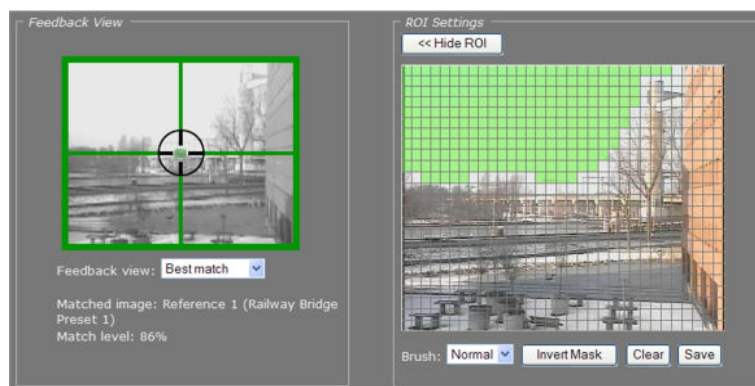 Feedback View
Feedback view: Best match
Matched image: Reference 1 (Railway Bridge
Preset 1)
Match level: 86%
ROI Settings
<< Hide ROI
Brush: Normal Invert Mask Clear Save